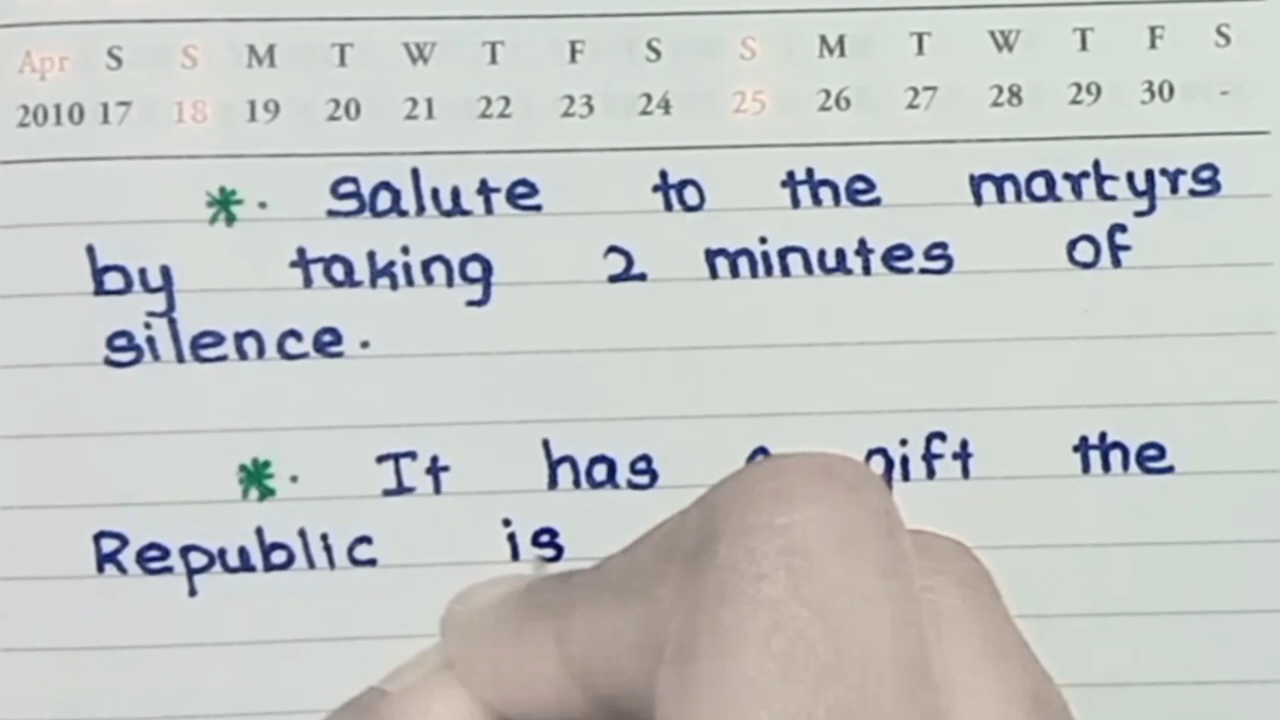 Apr S S M T W T F S S M T W T F S
2010 17 18 19 20 21 22 23 24 25 26 27 28 29 30 -
*. Salute to the martyrs
by taking 2 minutes of
silence.
*. It has gift the
Republic is